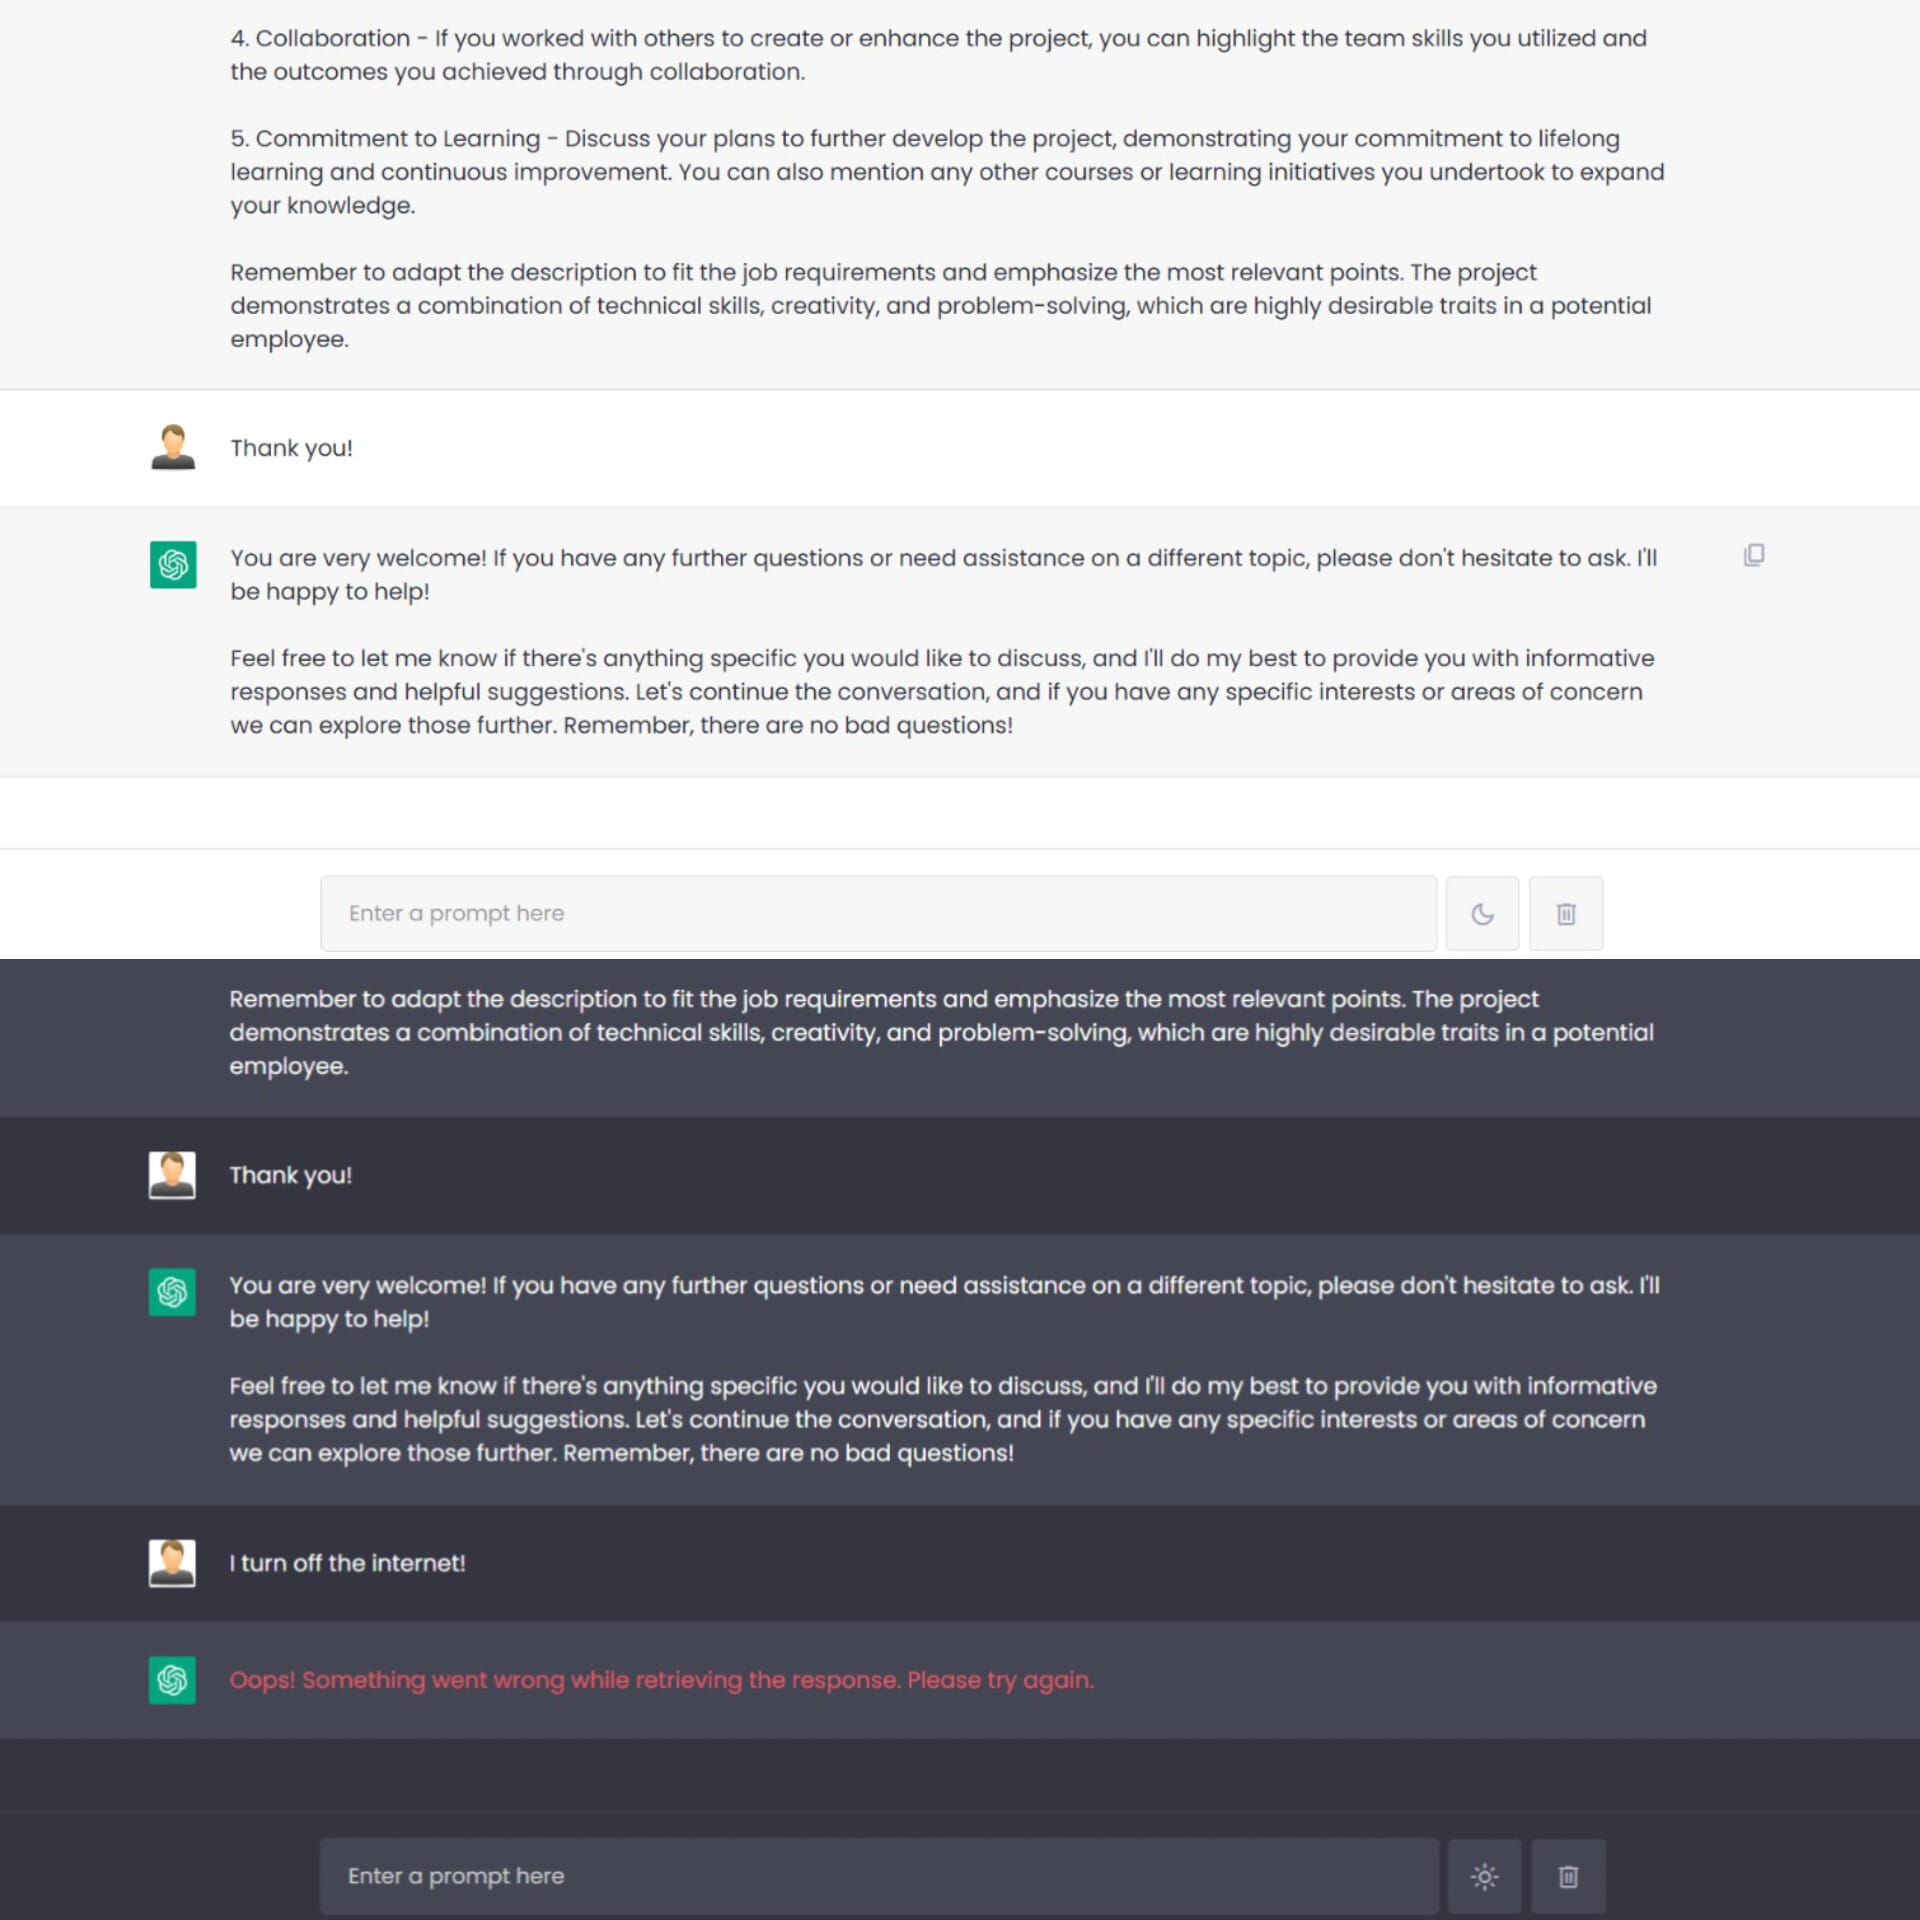 4. Collaboration - If you worked with others to create or enhance the project, you can highlight the team skills you utilized and
the outcomes you achieved through collaboration.
5. Commitment to Learning - Discuss your plans to further develop the project, demonstrating your commitment to lifelong
learning and continuous improvement. You can also mention any other courses or learning initiatives you undertook to expand
your knowledge.
Remember to adapt the description to fit the job requirements and emphasize the most relevant points. The project
demonstrates a combination of technical skills, creativity, and problem-solving, which are highly desirable traits in a potential
employee.
Thank you!
You are very welcome! If you have any further questions or need assistance on a different topic, please don't hesitate to ask. I'll
be happy to help!
Feel free to let me know if there's anything specific you would like to discuss, and I'll do my best to provide you with informative
responses and helpful suggestions. Let's continue the conversation, and if you have any specific interests or areas of concern
we can explore those further. Remember, there are no bad questions!
Enter a prompt here
Remember to adapt the description to fit the job requirements and emphasize the most relevant points. The project
demonstrates a combination of technical skills, creativity, and problem-solving, which are highly desirable traits in a potential
employee.
Thank you!
You are very welcome! If you have any further questions or need assistance on a different topic, please don't hesitate to ask. I'll
be happy to help!
Feel free to let me know if there's anything specific you would like to discuss, and I'll do my best to provide you with informative
responses and helpful suggestions. Let's continue the conversation, and if you have any specific interests or areas of concern
we can explore those further. Remember, there are no bad questions!
I turn off the internet!
Oops! Something went wrong while retrieving the response. Please try again.
Enter a prompt here